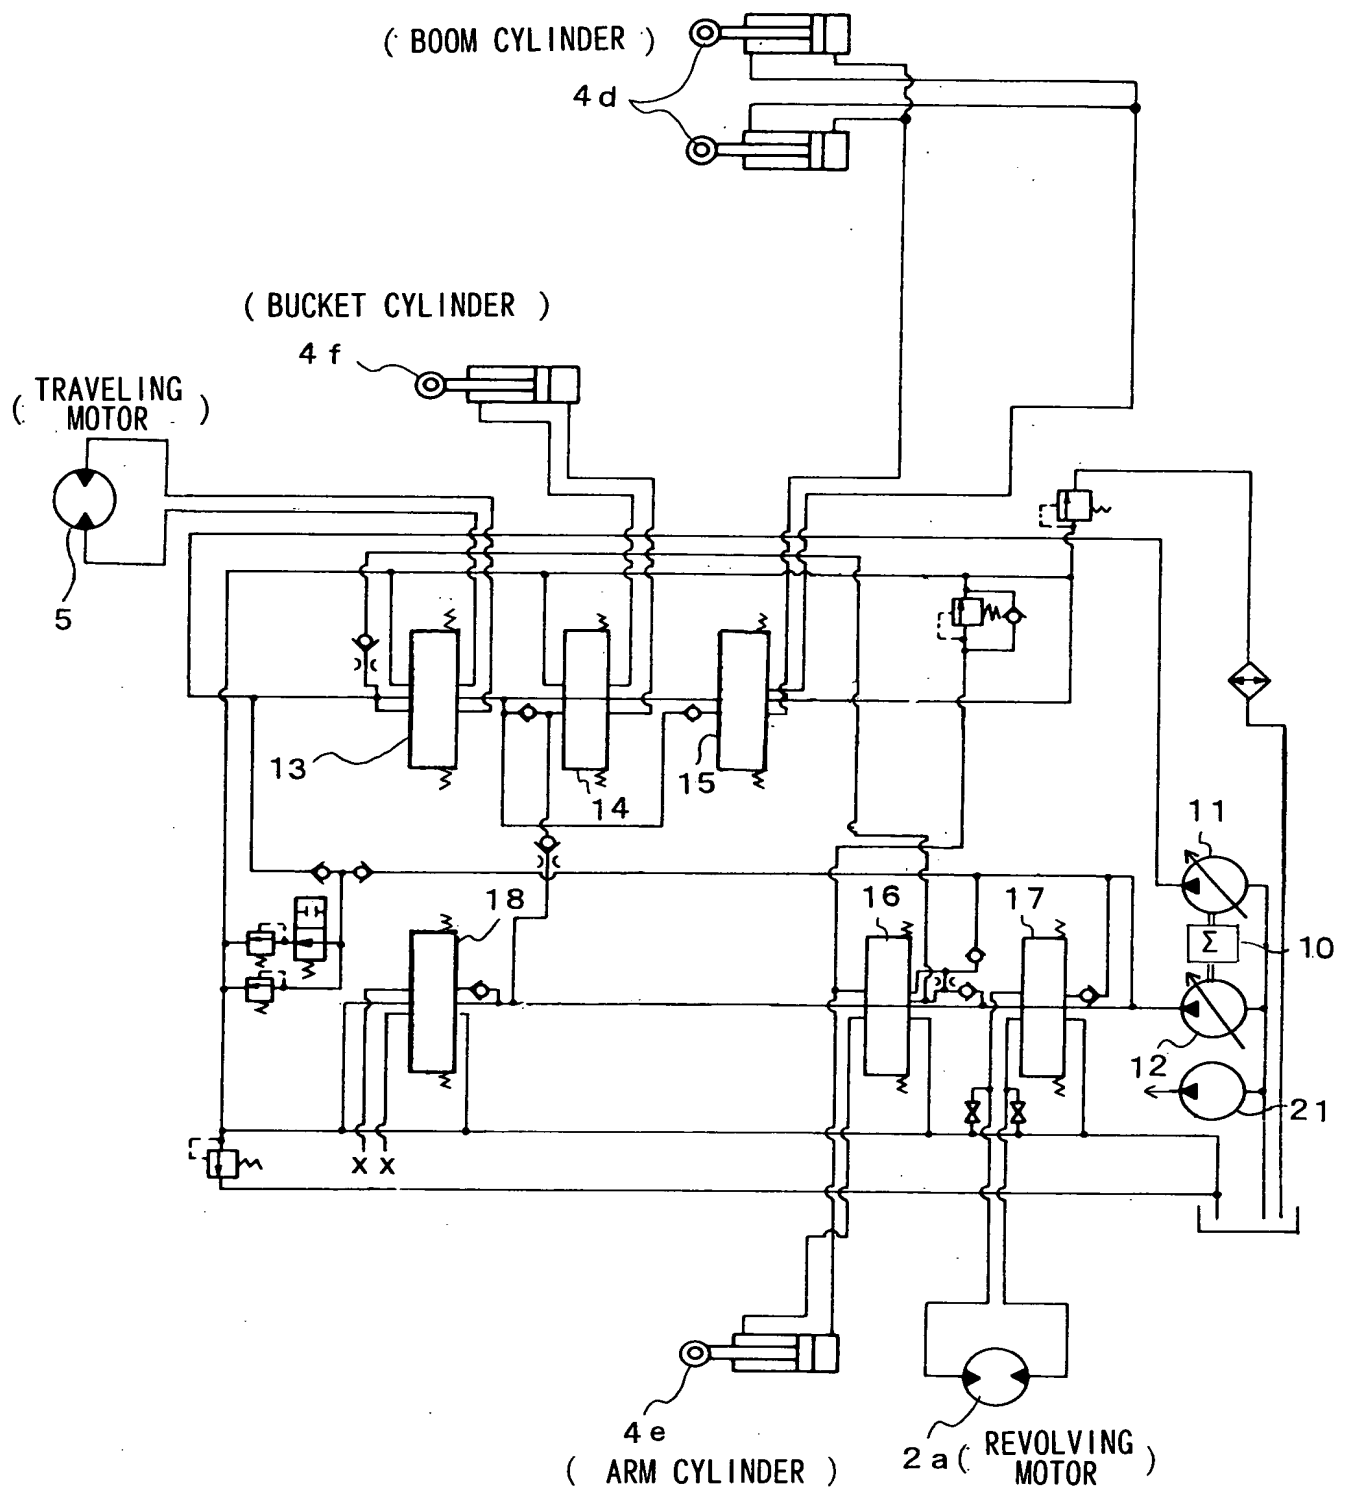 ( BOOM CYLINDER )
4d
( BUCKET CYLINDER )
4f
( TRAVELING
MOTOR )
5
13
14
15
11
18
16
17
Σ
10
12
21
X X
4e
( ARM CYLINDER )
2a ( REVOLVING
MOTOR )